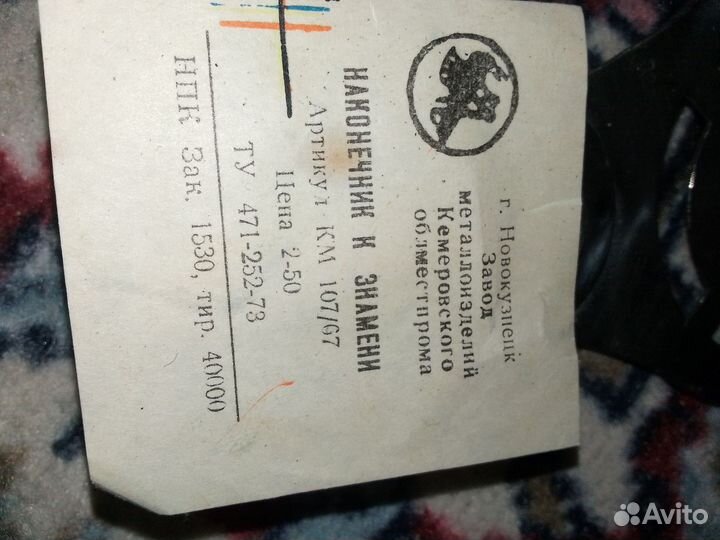 г. Новокузнецк
Завод
металлоизделий
Кемеровского
облместпрома
НАКОНЕЧНИК К ЗНАМЕНИ
Артикул КМ 107/67
Цена 2-50
ТУ 471-252-73
НПК Зак. 1530, тир. 40000
Avito